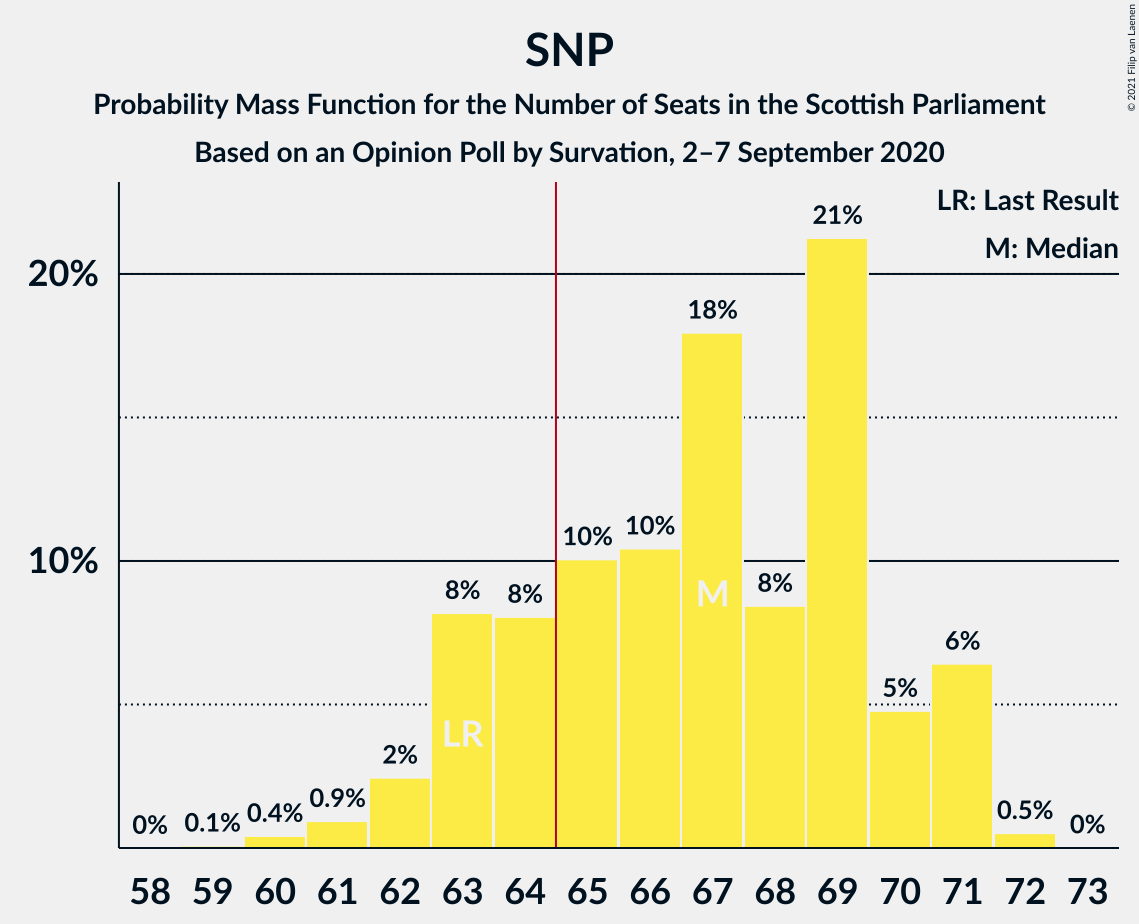 SNP
Probability Mass Function for the Number of Seats in the Scottish Parliament
Based on an Opinion Poll by Survation, 2–7 September 2020
© 2021 Filip van Laenen
LR: Last Result
M: Median
20%
10%
0%
0.1%
0.4%
0.9%
2%
8%
8%
10%
10%
18%
8%
21%
5%
6%
0.5%
0%
LR
M
58 59 60 61 62 63 64 65 66 67 68 69 70 71 72 73